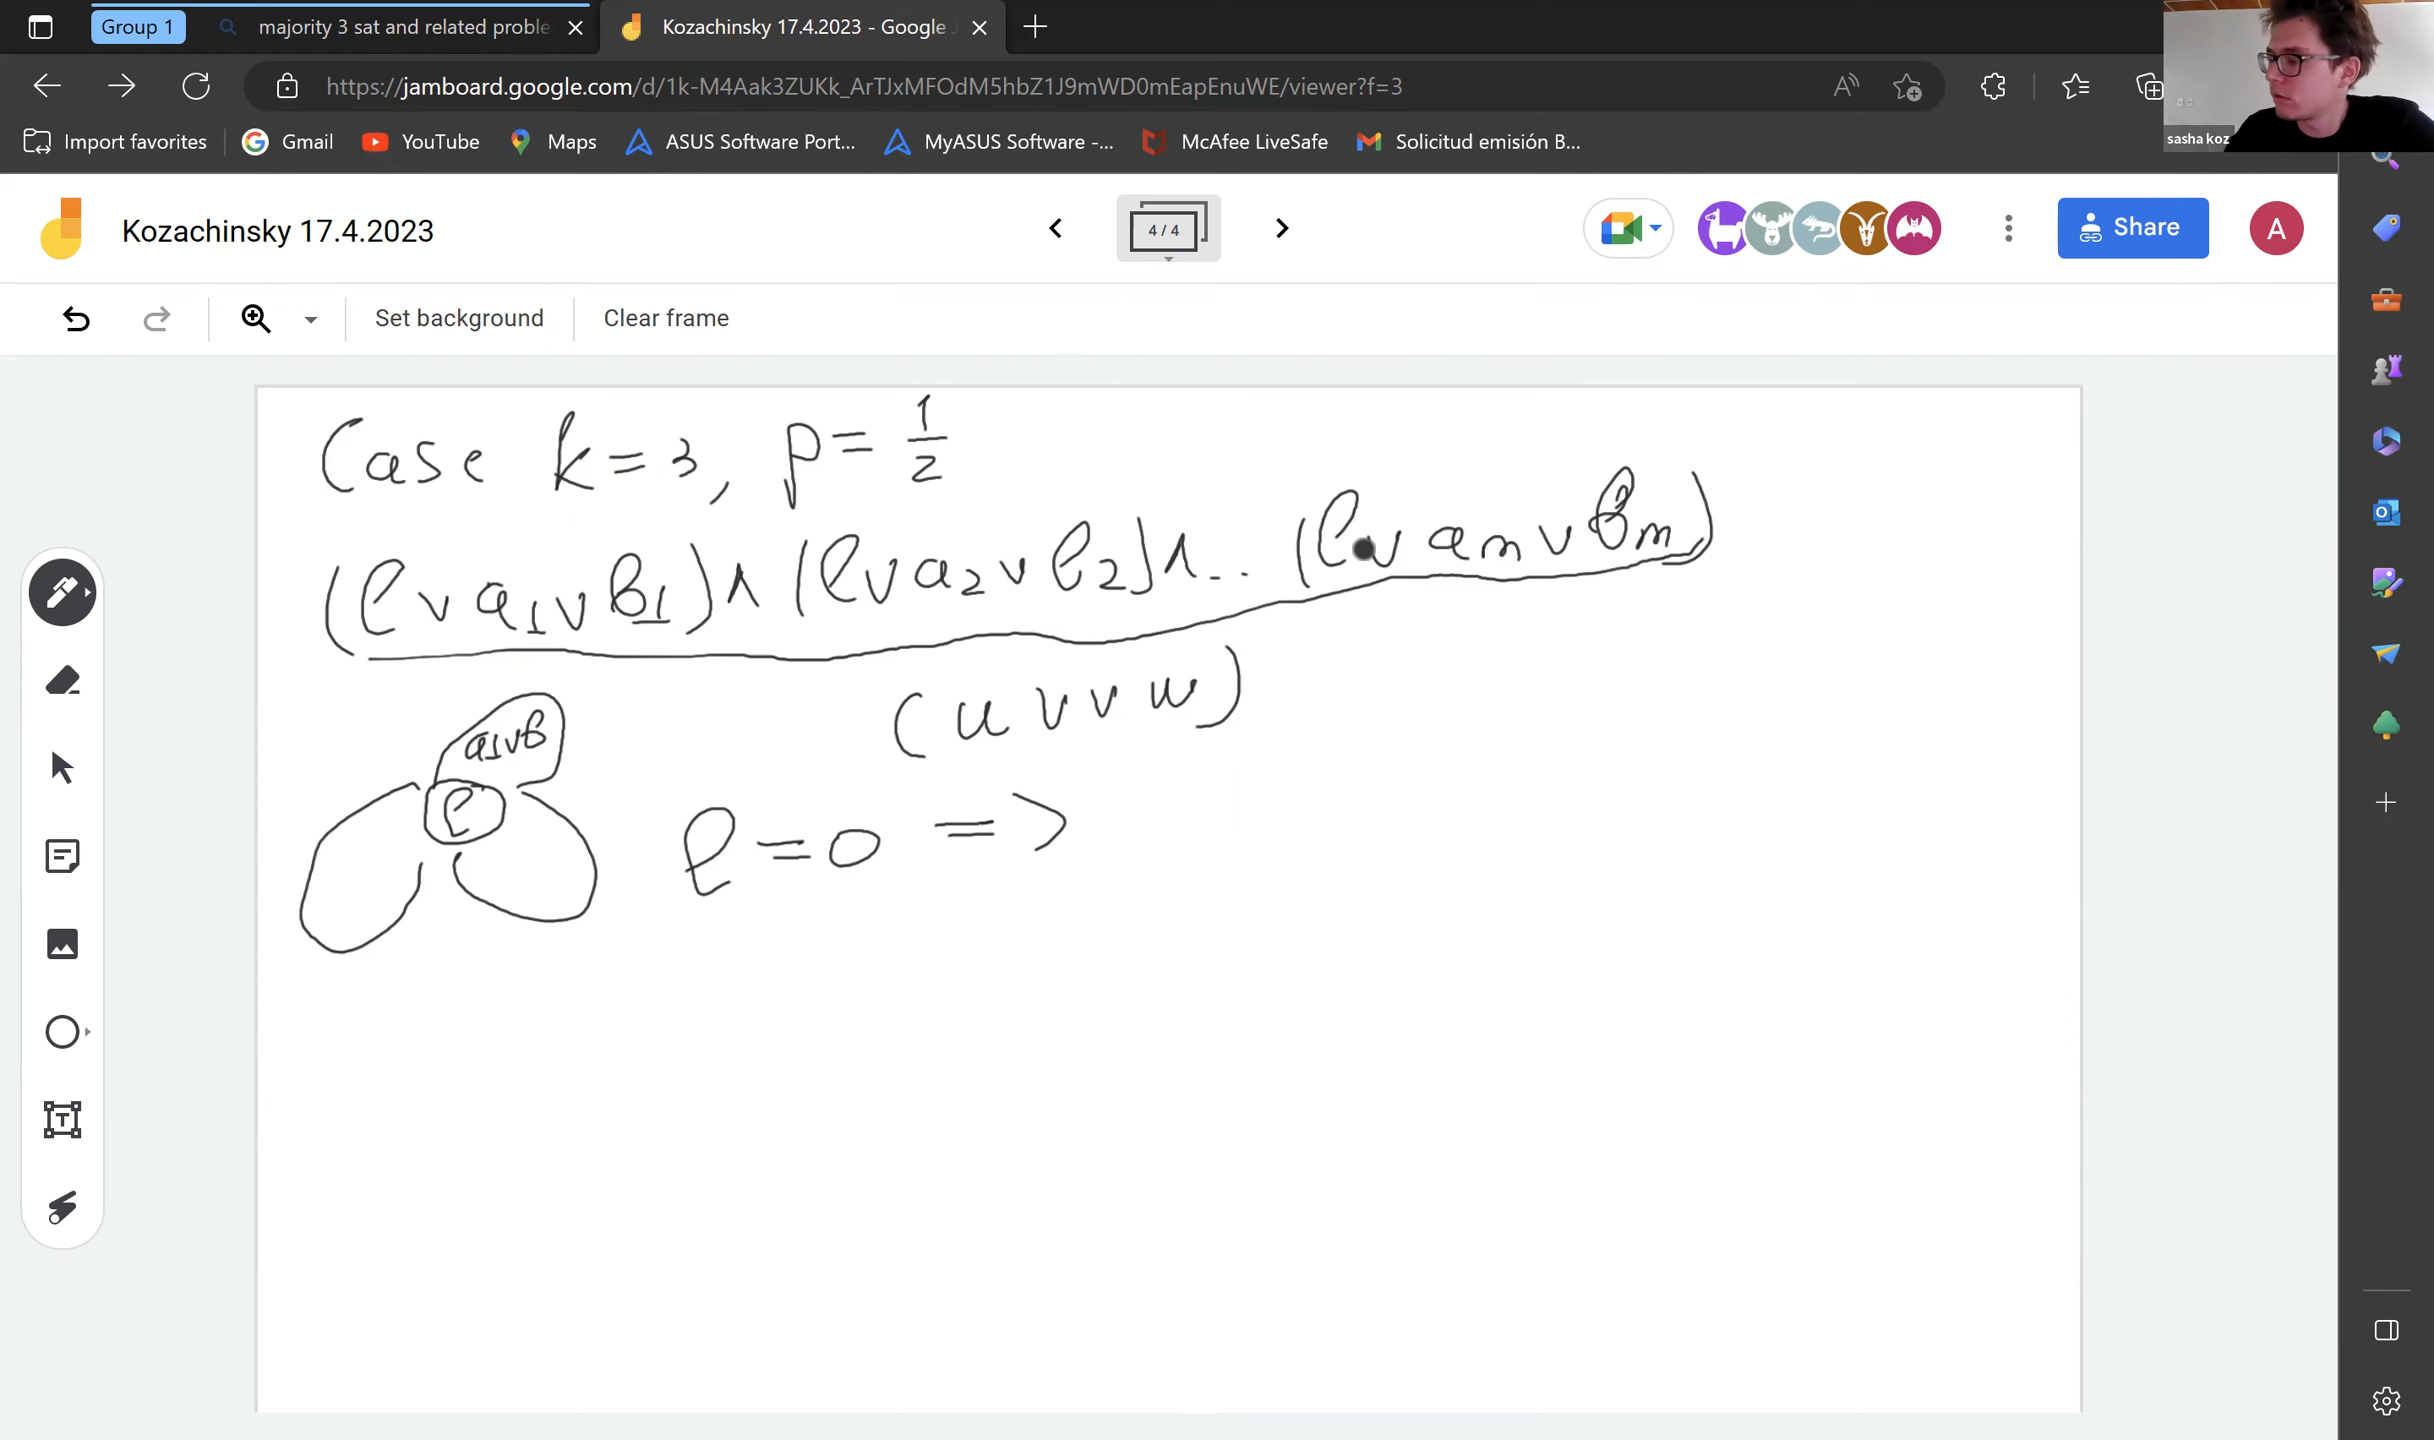 Group 1
majority 3 sat and related proble
Kozachinsky 17.4.2023 - Google J
https://jamboard.google.com/d/1k-M4Aak3ZUKk_ArTJxMFOdM5hbZ1J9mWD0mEapEnuWE/viewer?f=3
sasha koz
Import favorites
Gmail
YouTube
Maps
ASUS Software Port...
MyASUS Software -...
McAfee LiveSafe
Solicitud emisión B...
Kozachinsky 17.4.2023
4 / 4
Share
A
Set background
Clear frame
Case k = 3, p = 1/2
(l ∨ a₁ ∨ b₁) ∧ (l ∨ a₂ ∨ b₂) ∧ .. (l ∨ aₘ ∨ bₘ)
(u ∨ v ∨ w)
a₁∨b
l
l = 0 =>